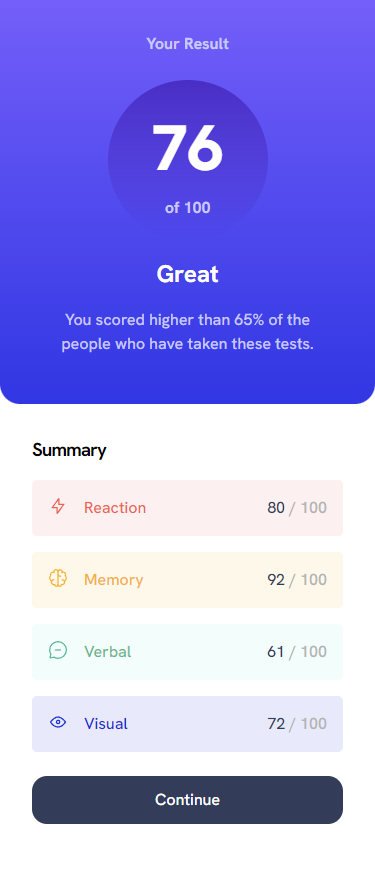 Your Result
76
of 100
Great
You scored higher than 65% of the
people who have taken these tests.
Summary
Reaction 80 / 100
Memory 92 / 100
Verbal 61 / 100
Visual 72 / 100
Continue